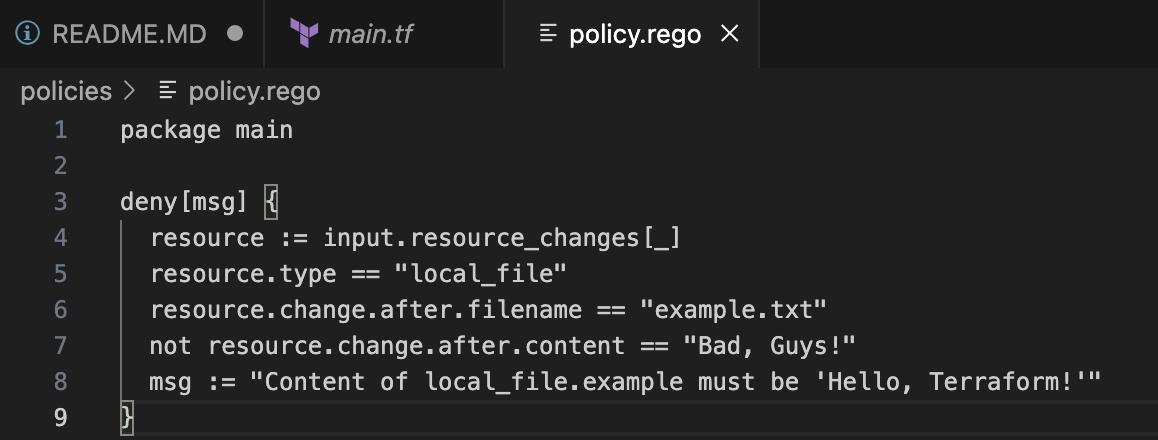 README.MD main.tf policy.rego
policies > policy.rego
1 package main
2
3 deny[msg] {
4 resource := input.resource_changes[_]
5 resource.type == "local_file"
6 resource.change.after.filename == "example.txt"
7 not resource.change.after.content == "Bad, Guys!"
8 msg := "Content of local_file.example must be 'Hello, Terraform!'"
9 }